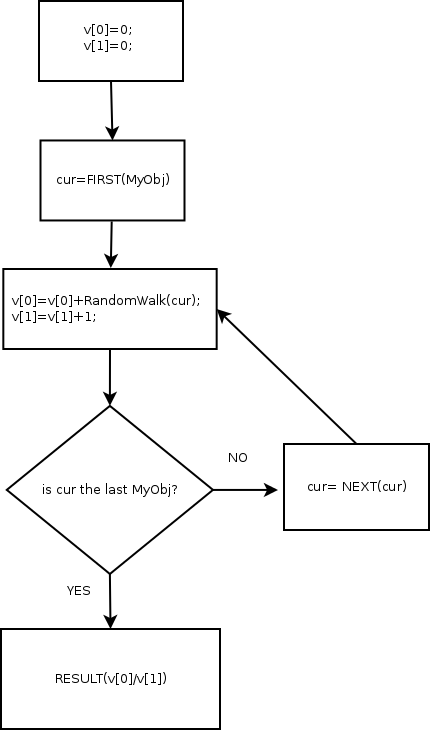 v[0]=0;
v[1]=0;
cur=FIRST(MyObj)
v[0]=v[0]+RandomWalk(cur);
v[1]=v[1]+1;
is cur the last MyObj?
NO
cur= NEXT(cur)
YES
RESULT(v[0]/v[1])